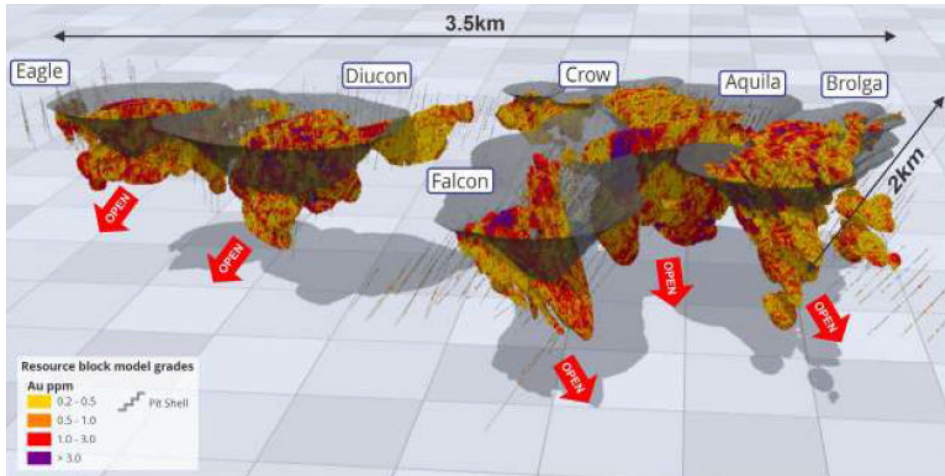 3.5km
Eagle
Diucon
Crow
Aquila
Brolga
Falcon
2km
OPEN
OPEN
OPEN
OPEN
OPEN
Resource block model grades
Au ppm
0.2 - 0.5
Pit Shell
0.5 - 1.0
1.0 - 3.0
> 3.0